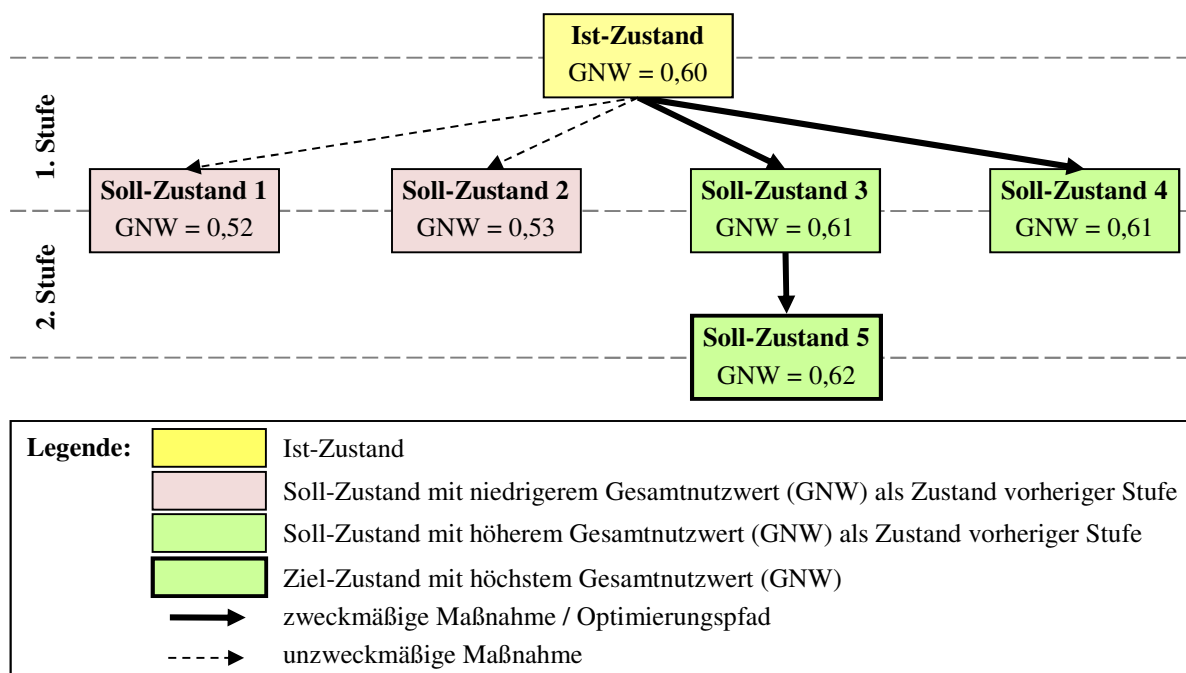 Ist-Zustand
GNW = 0,60
1. Stufe
Soll-Zustand 1
GNW = 0,52
Soll-Zustand 2
GNW = 0,53
Soll-Zustand 3
GNW = 0,61
Soll-Zustand 4
GNW = 0,61
2. Stufe
Soll-Zustand 5
GNW = 0,62
Legende:
Ist-Zustand
Soll-Zustand mit niedrigerem Gesamtnutzwert (GNW) als Zustand vorheriger Stufe
Soll-Zustand mit höherem Gesamtnutzwert (GNW) als Zustand vorheriger Stufe
Ziel-Zustand mit höchstem Gesamtnutzwert (GNW)
zweckmäßige Maßnahme / Optimierungspfad
unzweckmäßige Maßnahme